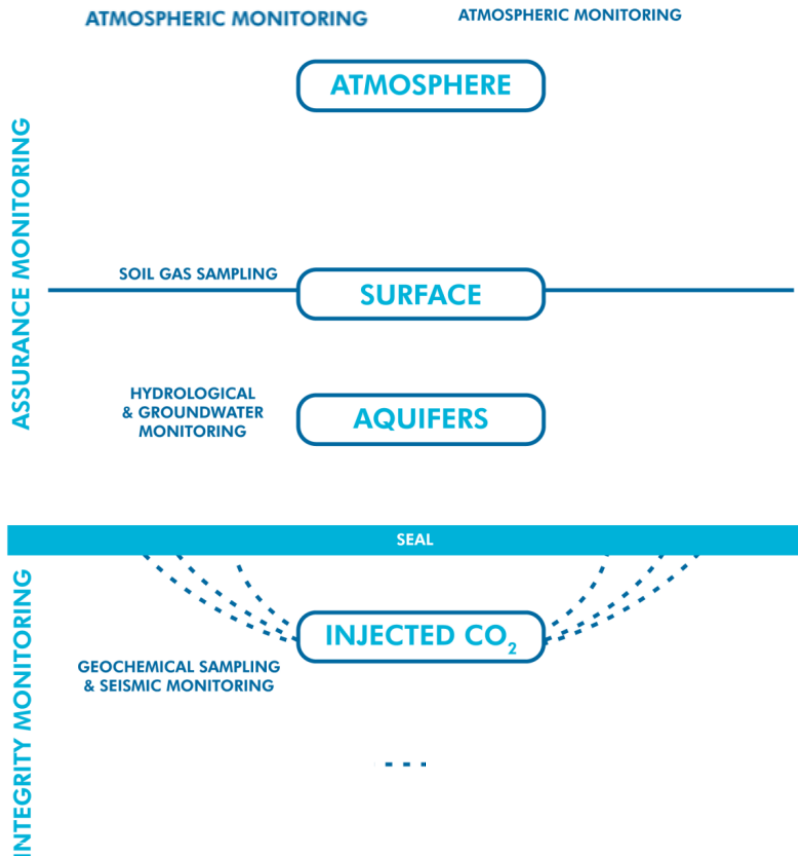 ATMOSPHERIC MONITORING
ATMOSPHERIC MONITORING
ATMOSPHERE
ASSURANCE MONITORING
SOIL GAS SAMPLING
SURFACE
HYDROLOGICAL
& GROUNDWATER
MONITORING
AQUIFERS
SEAL
INTEGRITY MONITORING
INJECTED CO₂
GEOCHEMICAL SAMPLING
& SEISMIC MONITORING